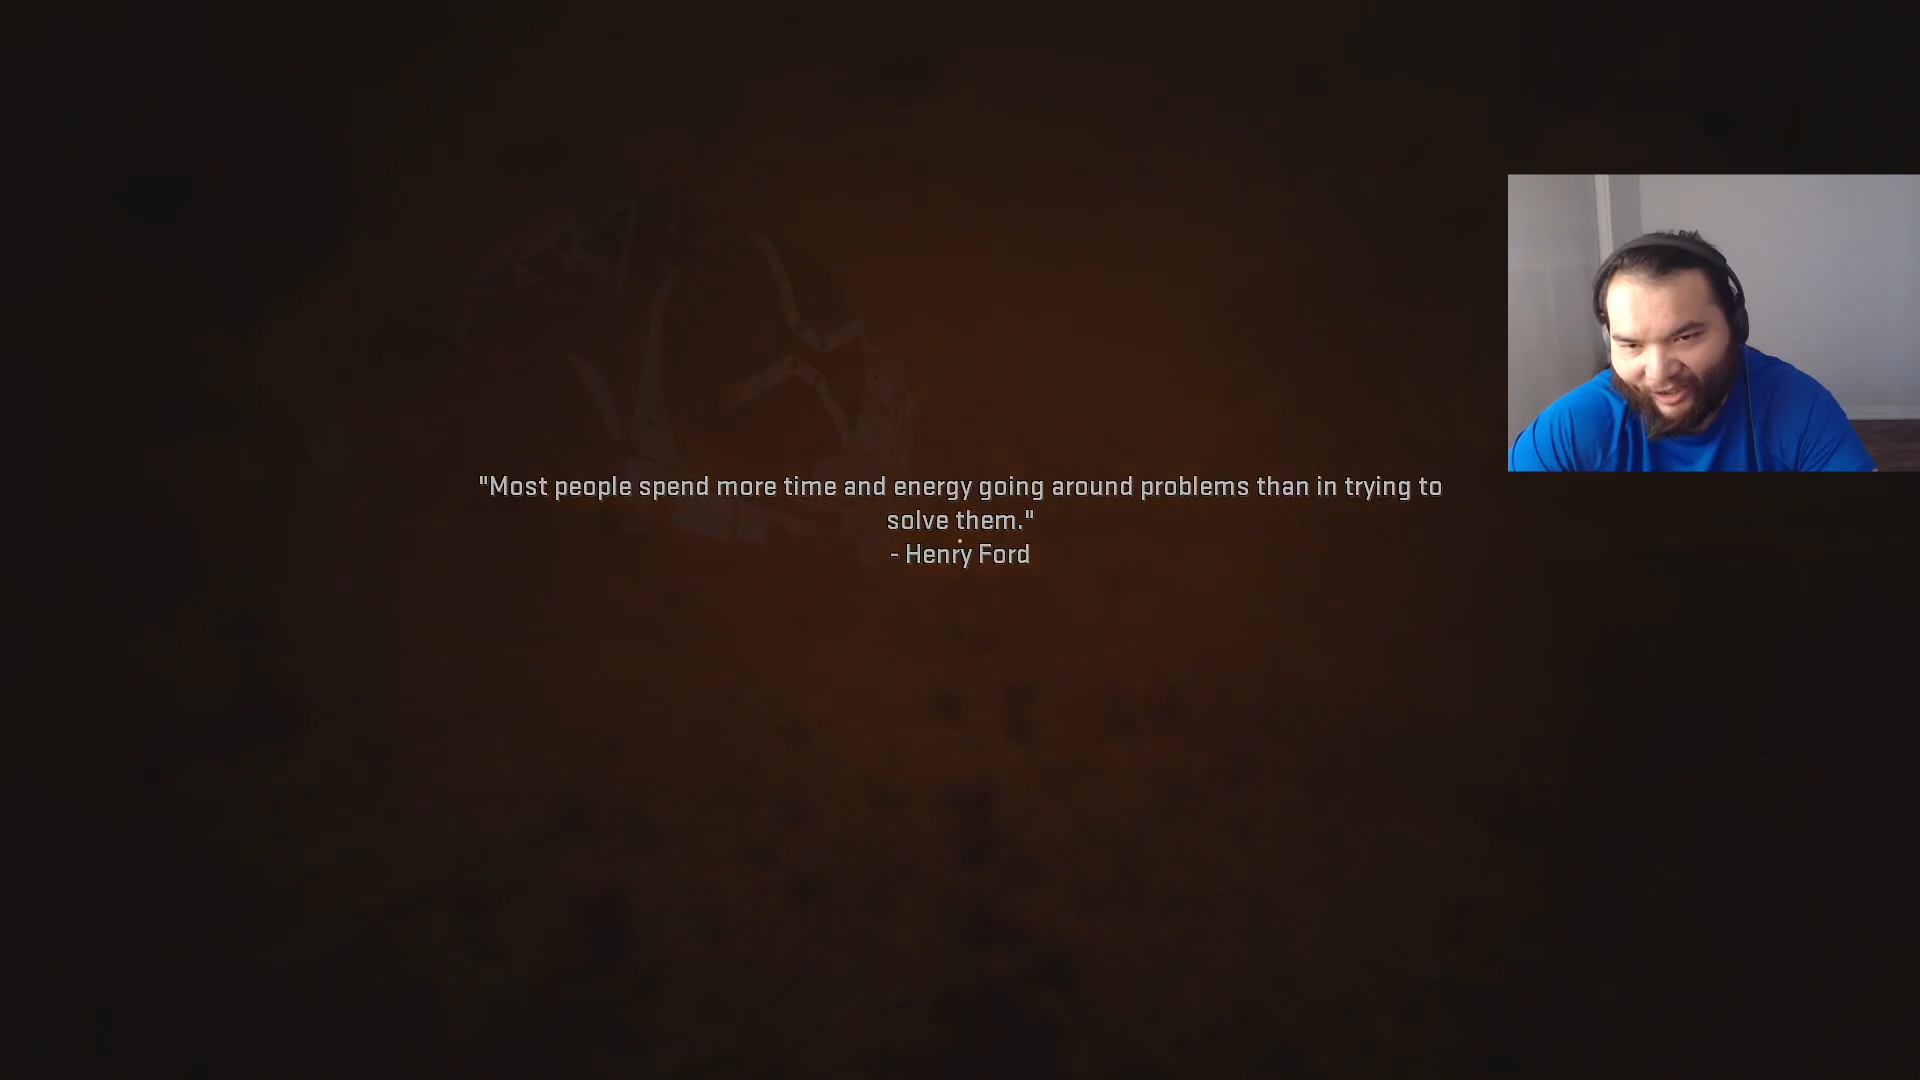 "Most people spend more time and energy going around problems than in trying to
solve them."
- Henry Ford